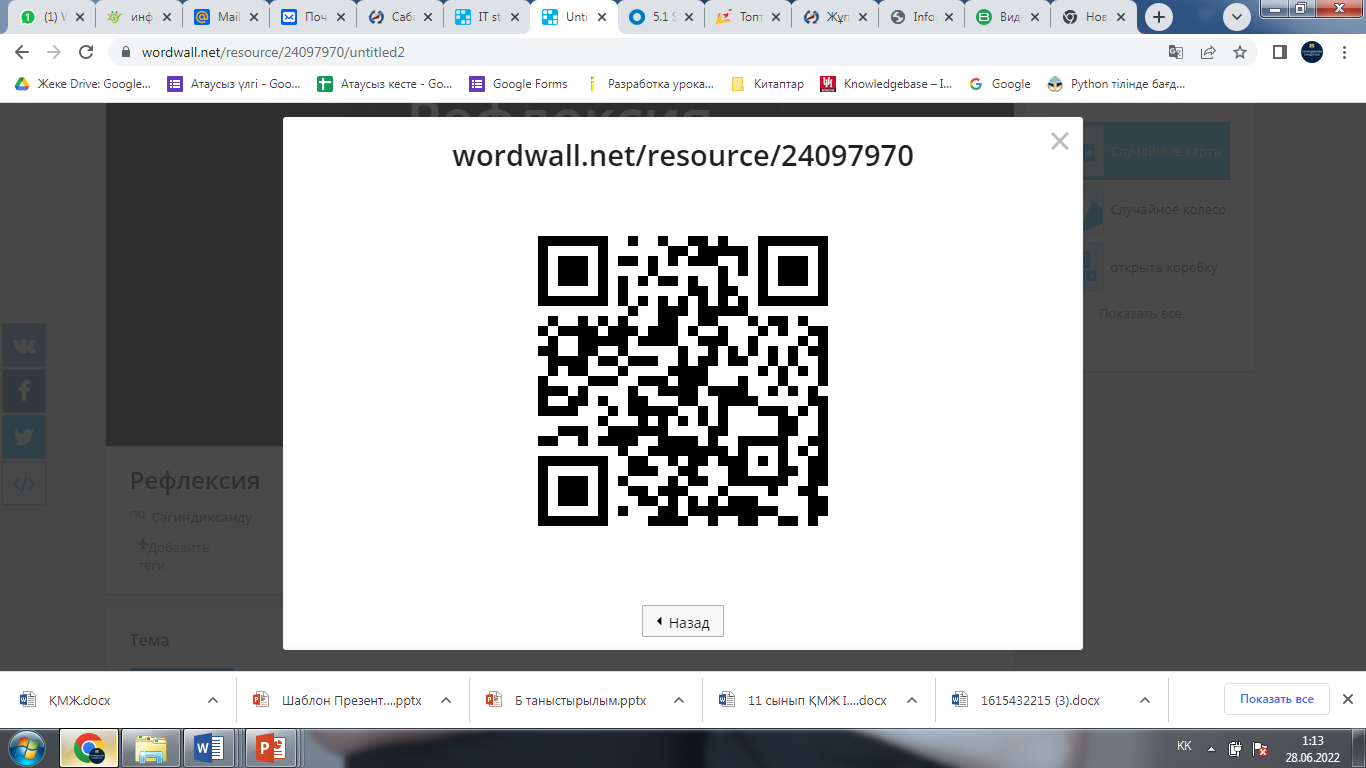 (1) W
инф
Mail
Поч
Саба
IT st
Unti
5.1 S
Топт
Жұп
Info
Виде
Нов
wordwall.net/resource/24097970/untitled2
Жеке Drive: Google...
Атаусыз үлгі - Goo...
Атаусыз кесте - Go...
Google Forms
Разработка урока...
Китаптар
Knowledgebase – I...
Google
Python тілінде бағд...
Рефлексия
wordwall.net/resource/24097970
Случайные карты
Случайное колесо
открыть коробку
Показать все
Рефлексия
по Сагиндиксанду
Добавить
теги
Тема
Назад
ҚМЖ.docx
Шаблон Презент....pptx
Б таныстырылым.pptx
11 сынып ҚМЖ I....docx
1615432215 (3).docx
Показать все
KK
1:13
28.06.2022